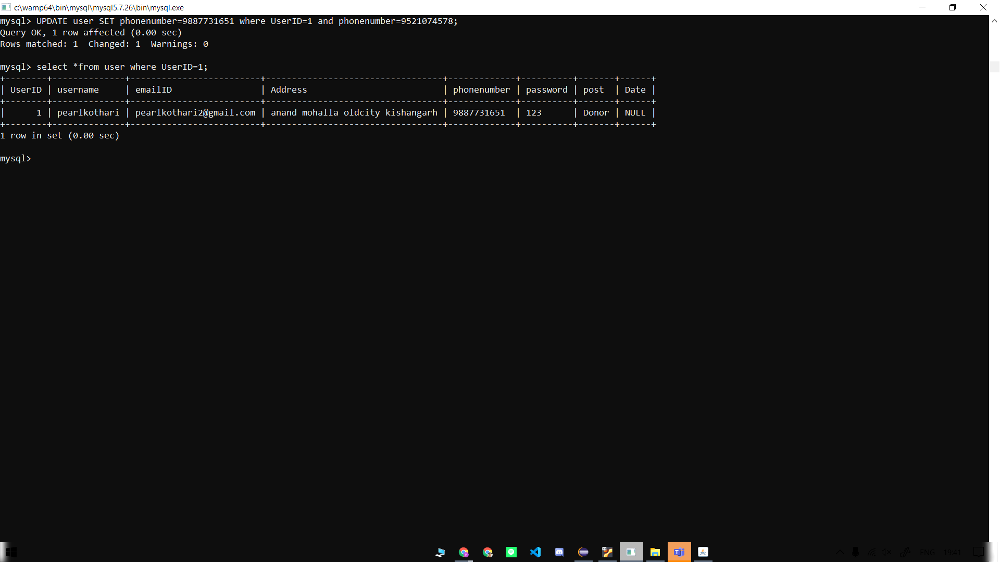 c:\wamp64\bin\mysql\mysql5.7.26\bin\mysql.exe
mysql> UPDATE user SET phonenumber=9887731651 where UserID=1 and phonenumber=9521074578;
Query OK, 1 row affected (0.00 sec)
Rows matched: 1  Changed: 1  Warnings: 0
mysql> select *from user where UserID=1;
+--------+--------------+-------------------------+----------------------------------+-------------+----------+-------+------+
| UserID | username     | emailID                 | Address                          | phonenumber | password | post  | Date |
+--------+--------------+-------------------------+----------------------------------+-------------+----------+-------+------+
|      1 | pearlkothari | pearlkothari2@gmail.com | anand mohalla oldcity kishangarh | 9887731651  | 123      | Donor | NULL |
+--------+--------------+-------------------------+----------------------------------+-------------+----------+-------+------+
1 row in set (0.00 sec)
mysql>
ENG 19:41